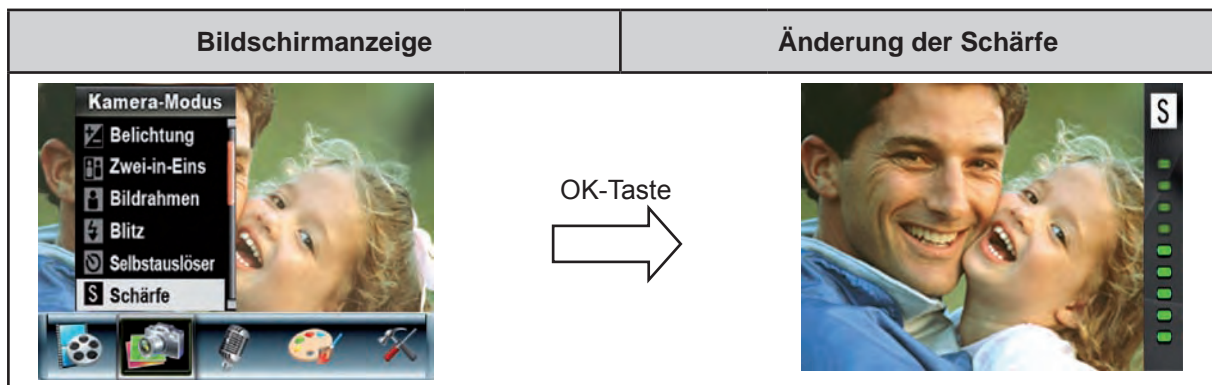 Bildschirmanzeige
Änderung der Schärfe
Kamera-Modus
Belichtung
Zwei-in-Eins
Bildrahmen
Blitz
Selbstauslöser
S Schärfe
OK-Taste
S